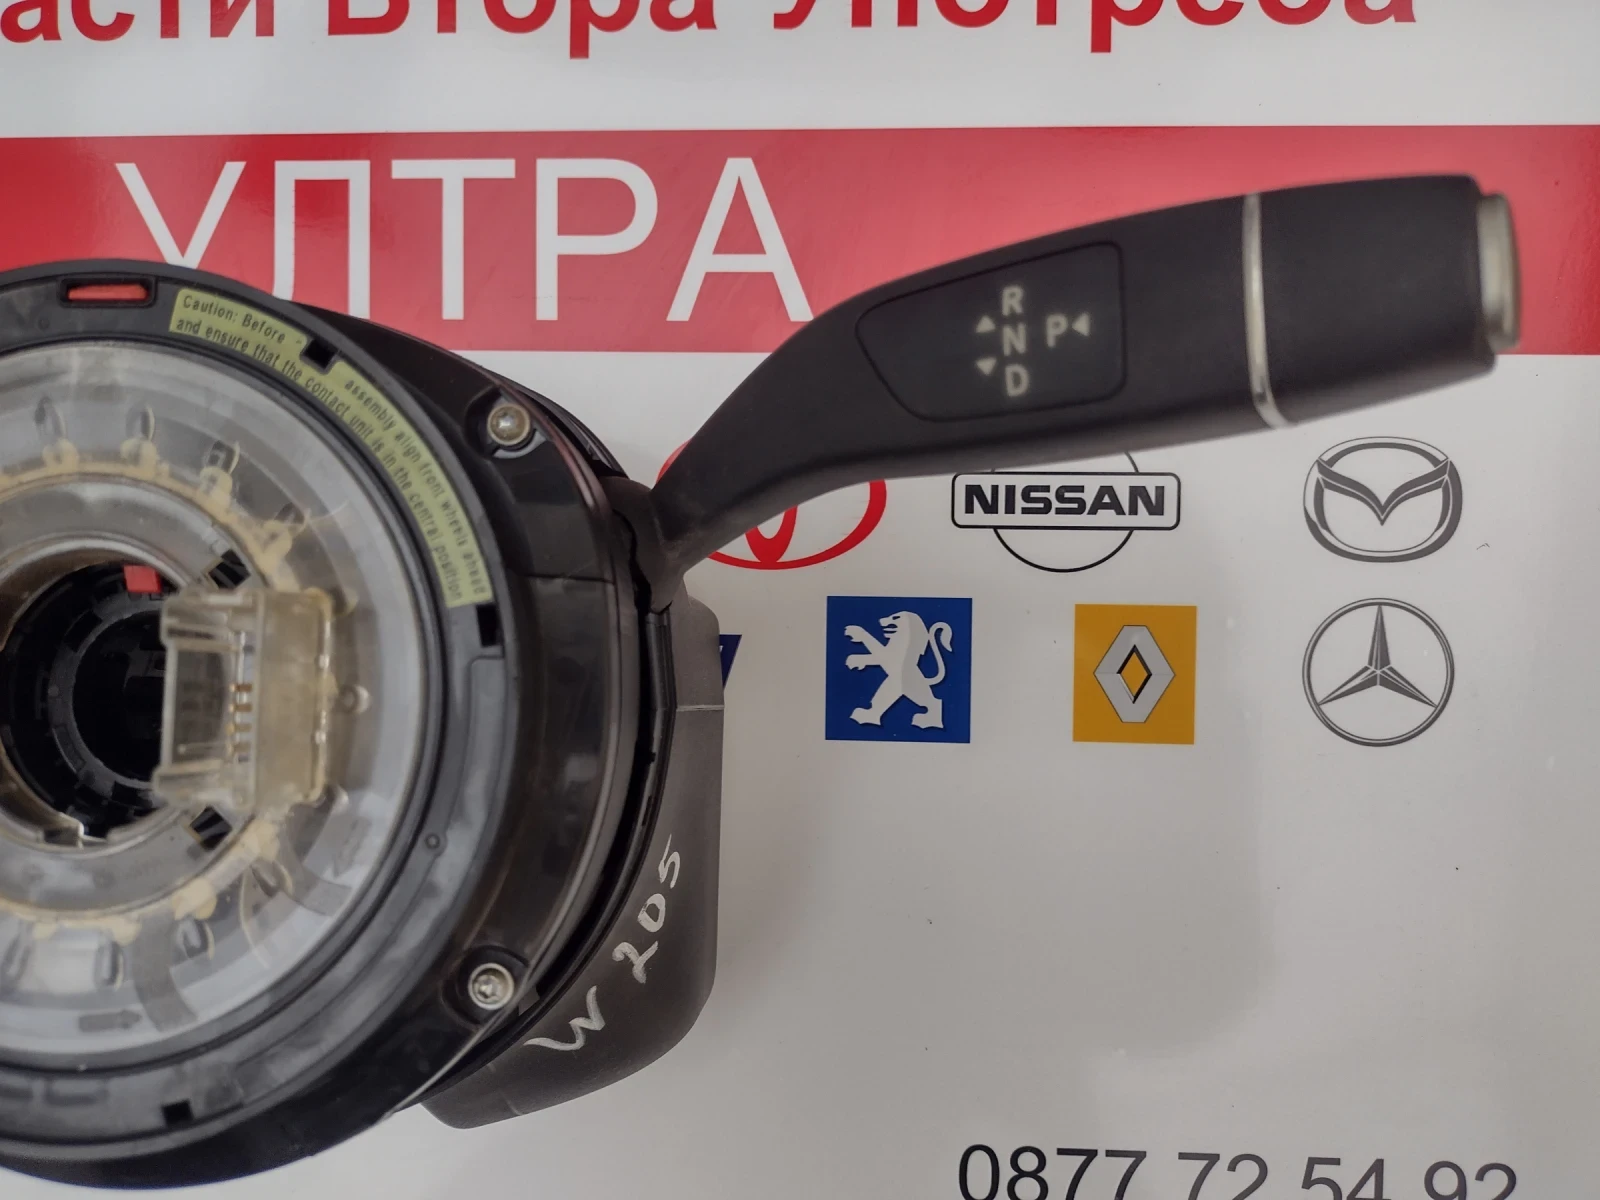 асти Втора Употреба
УЛТРА
Caution: Before - assembly align front wheels ahead
and ensure that the contact unit is in the central position
R
N P
D
NISSAN
W 205
0877 72 54 92